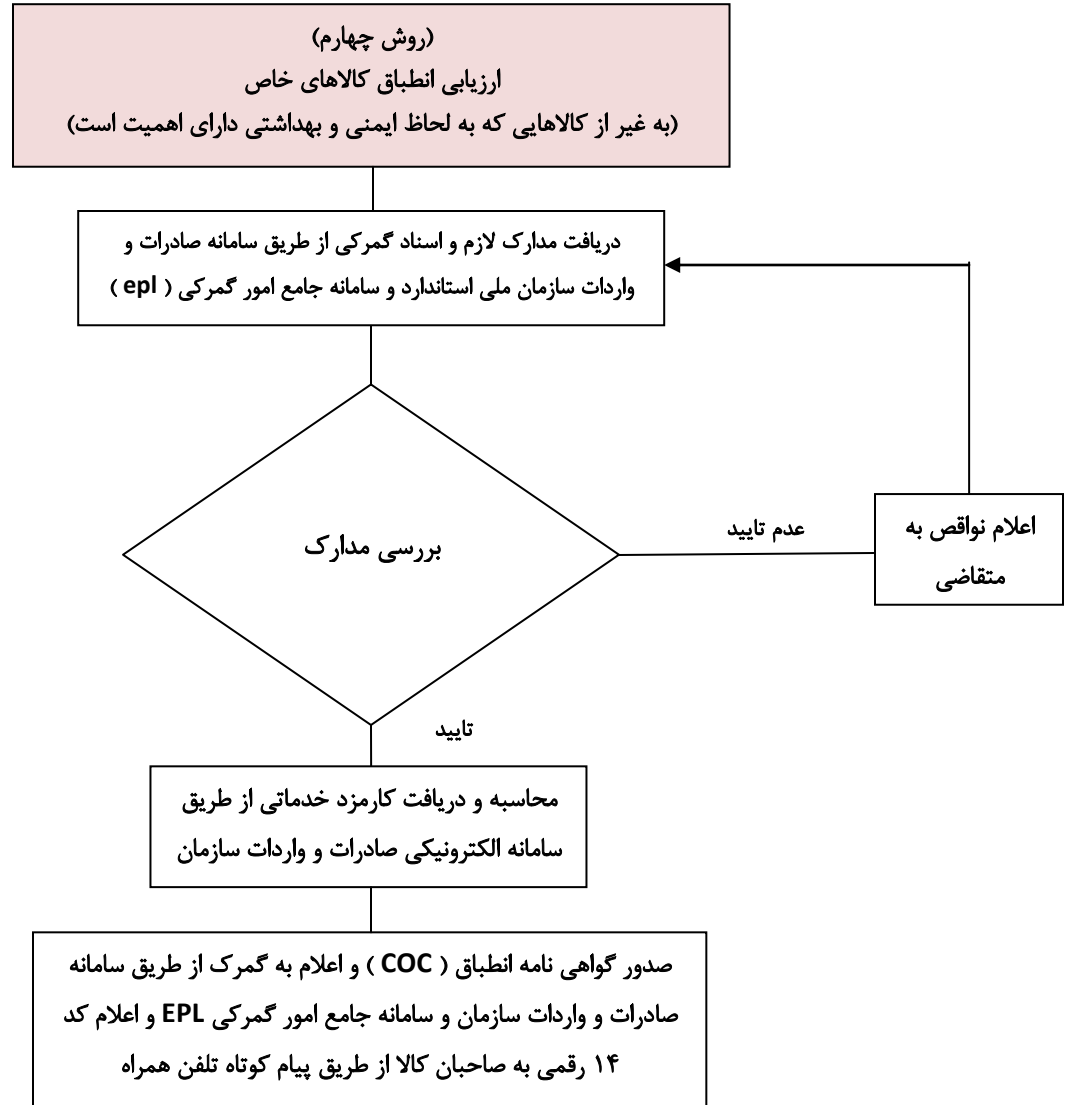 (روش چهارم)
ارزیابی انطباق کالاهای خاص
(به غیر از کالاهایی که به لحاظ ایمنی و بهداشتی دارای اهمیت است)
دریافت مدارک لازم و اسناد گمرکی از طریق سامانه صادرات و
واردات سازمان ملی استاندارد و سامانه جامع امور گمرکی ( epl )
بررسی مدارک
عدم تایید
اعلام نواقص به
متقاضی
تایید
محاسبه و دریافت کارمزد خدماتی از طریق
سامانه الکترونیکی صادرات و واردات سازمان
صدور گواهی نامه انطباق ( COC ) و اعلام به گمرک از طریق سامانه
صادرات و واردات سازمان و سامانه جامع امور گمرکی EPL و اعلام کد
۱۴ رقمی به صاحبان کالا از طریق پیام کوتاه تلفن همراه